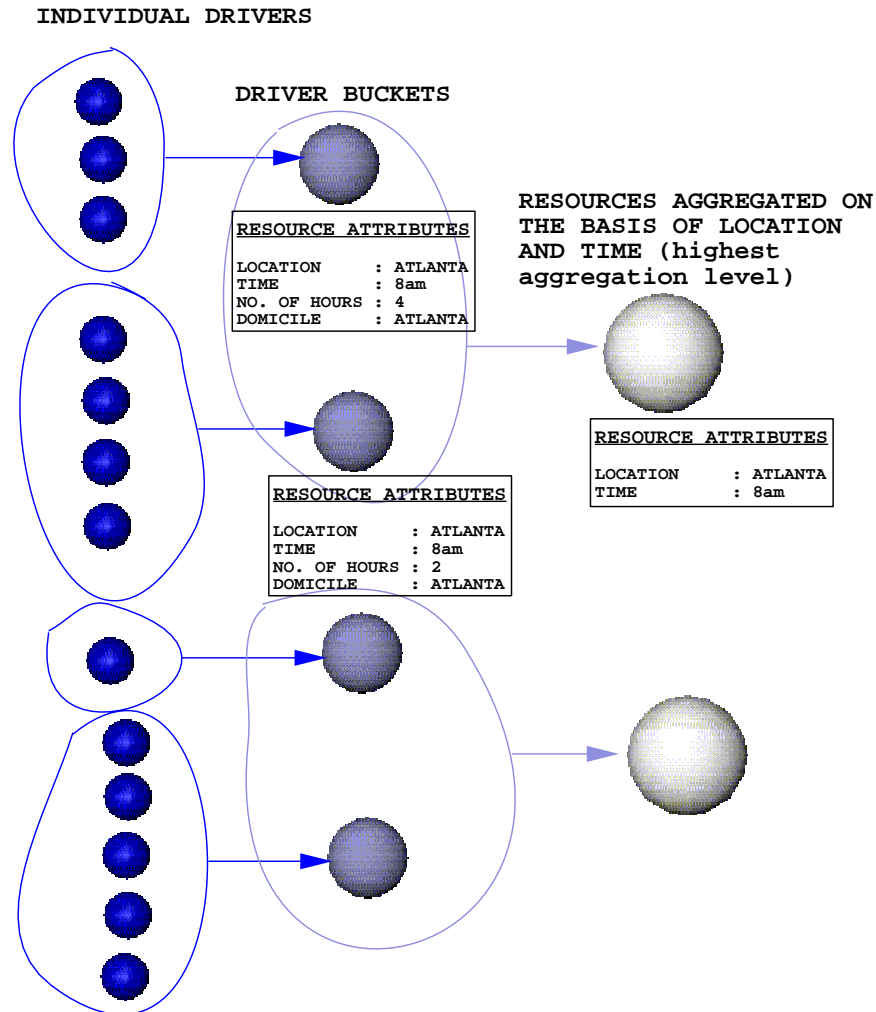 INDIVIDUAL DRIVERS
DRIVER BUCKETS
RESOURCE ATTRIBUTES
LOCATION : ATLANTA
TIME : 8am
NO. OF HOURS : 4
DOMICILE : ATLANTA
RESOURCES AGGREGATED ON
THE BASIS OF LOCATION
AND TIME (highest
aggregation level)
RESOURCE ATTRIBUTES
LOCATION : ATLANTA
TIME : 8am
RESOURCE ATTRIBUTES
LOCATION : ATLANTA
TIME : 8am
NO. OF HOURS : 2
DOMICILE : ATLANTA